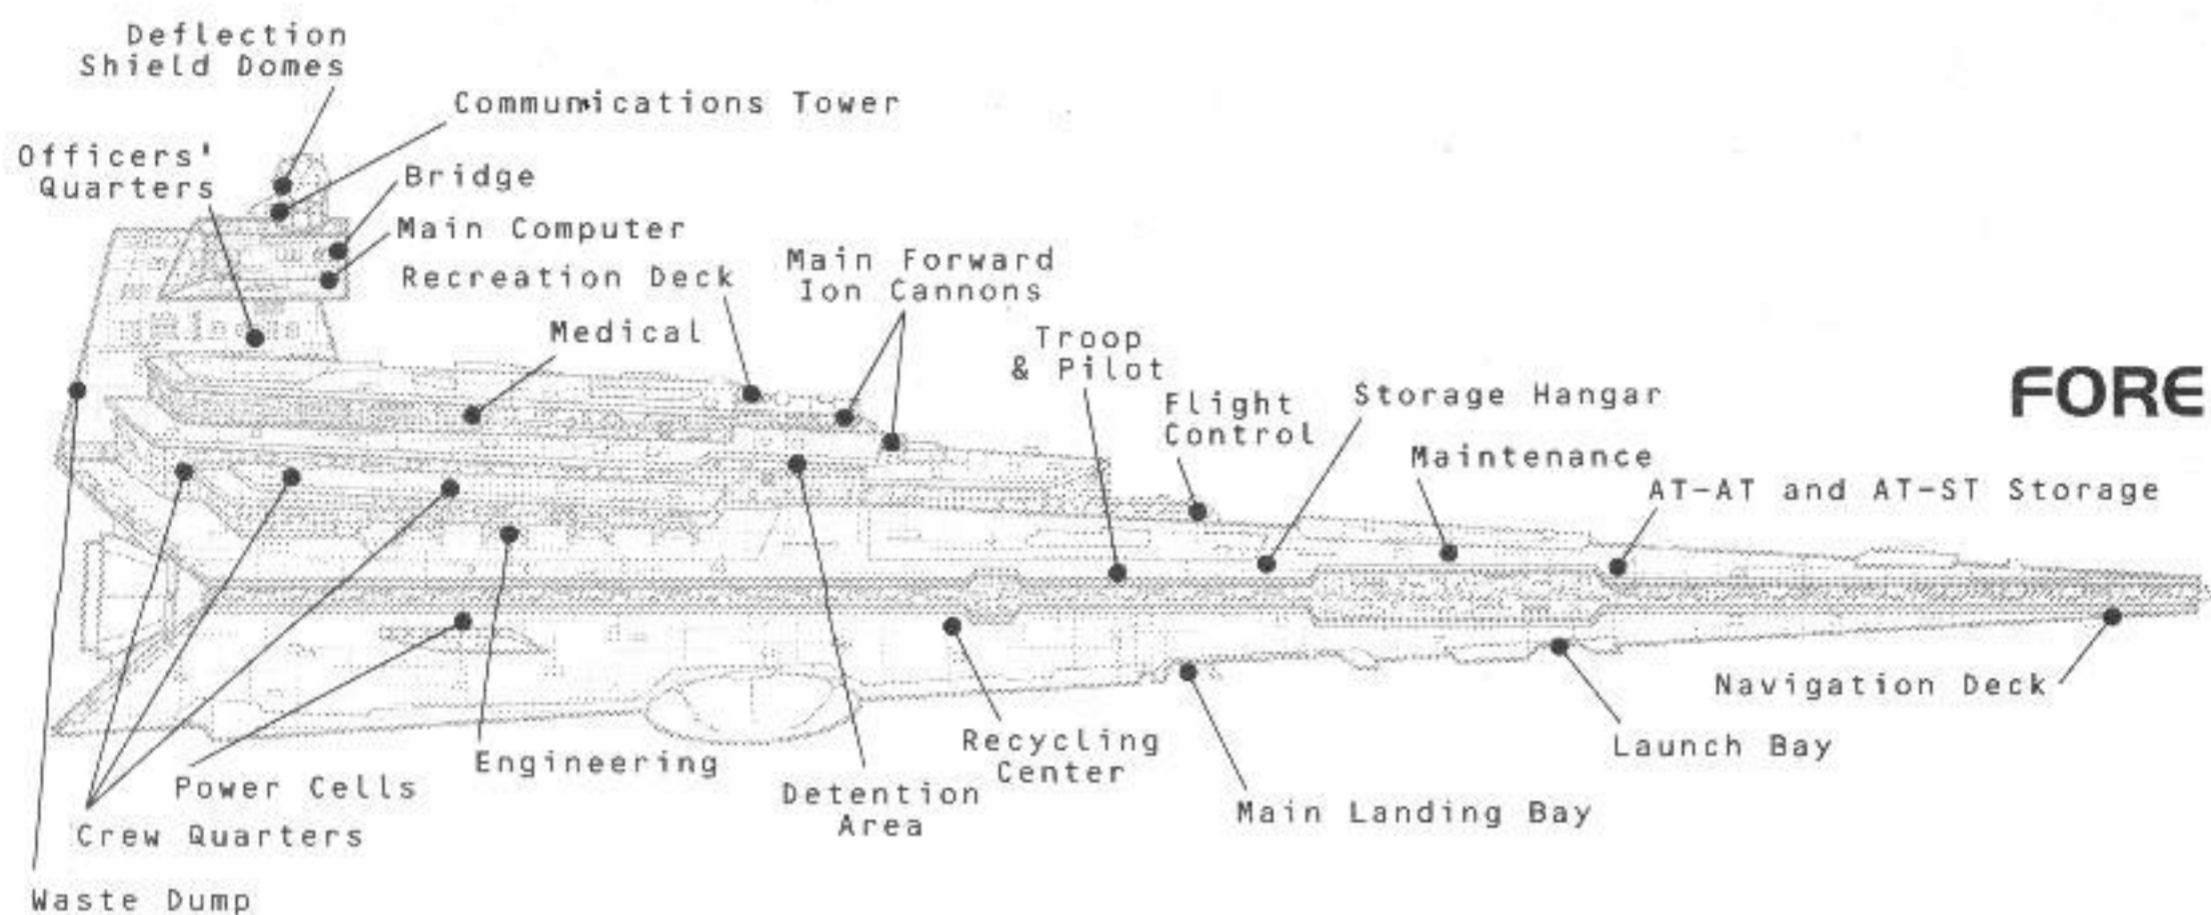 Deflection
Shield Domes
Communications Tower
Officers'
Quarters
Bridge
Main Computer
Recreation Deck
Main Forward
Ion Cannons
Medical
Troop
& Pilot
Flight
Control
Storage Hangar
FORE
Maintenance
AT-AT and AT-ST Storage
Navigation Deck
Launch Bay
Recycling
Center
Engineering
Power Cells
Detention
Area
Main Landing Bay
Crew Quarters
Waste Dump